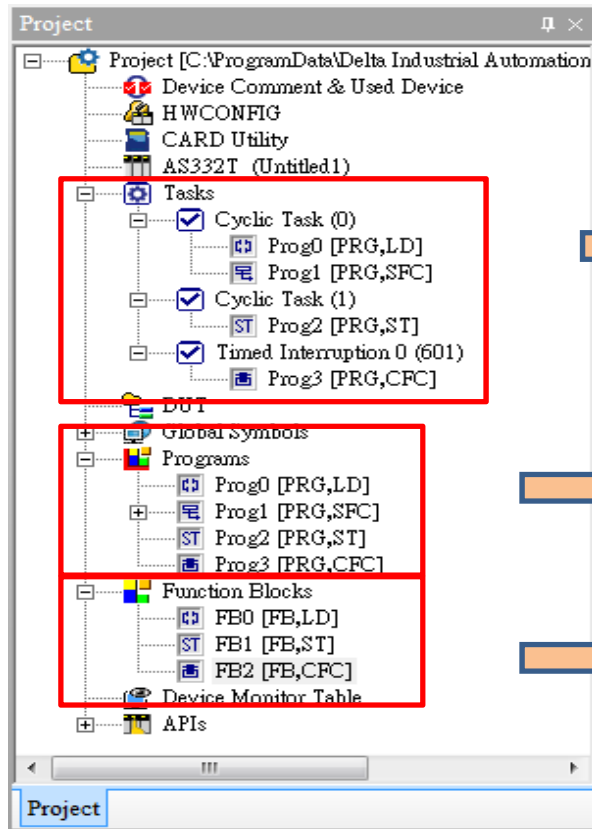 Project
Project [C:\ProgramData\Delta Industrial Automation
Device Comment & Used Device
HWCONFIG
CARD Utility
AS332T (Untitled1)
Tasks
Cyclic Task (0)
Prog0 [PRG,LD]
Prog1 [PRG,SFC]
Cyclic Task (1)
ST Prog2 [PRG,ST]
Timed Interruption 0 (601)
Prog3 [PRG,CFC]
DUT
Global Symbols
Programs
Prog0 [PRG,LD]
Prog1 [PRG,SFC]
ST Prog2 [PRG,ST]
Prog3 [PRG,CFC]
Function Blocks
FB0 [FB,LD]
ST FB1 [FB,ST]
FB2 [FB,CFC]
Device Monitor Table
APIs
Project